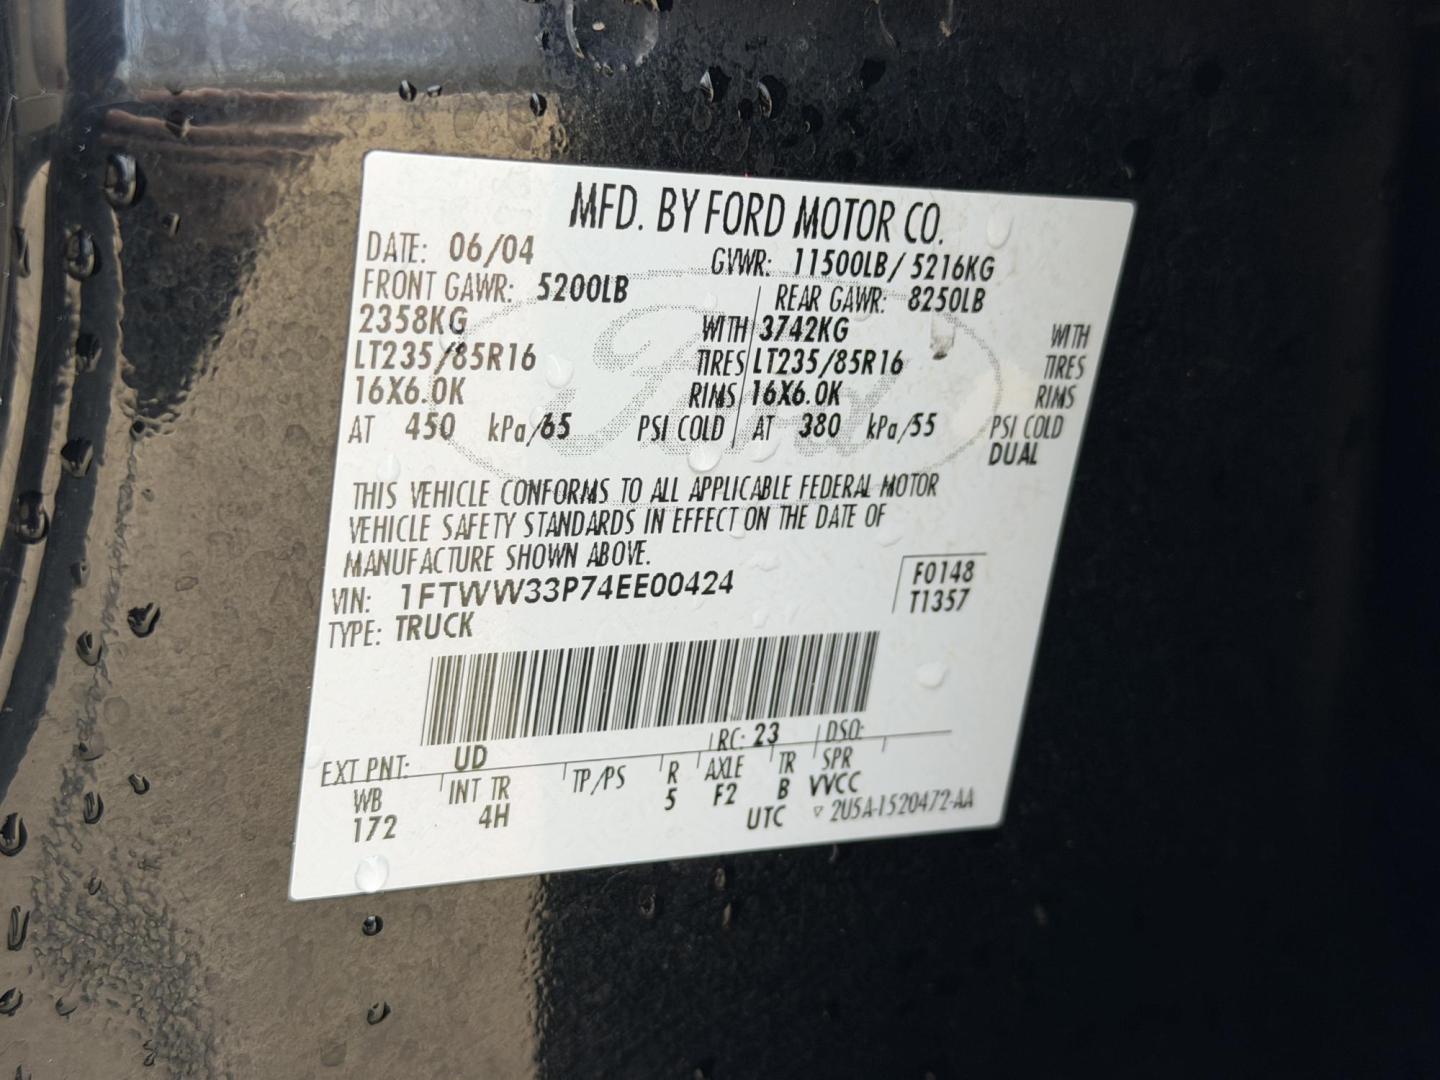 MFD. BY FORD MOTOR CO.
DATE: 06/04 GVWR: 11500LB/ 5216KG
FRONT GAWR: 5200LB REAR GAWR: 8250LB
2358KG WITH 3742KG WITH
LT235/85R16 TIRES LT235/85R16 TIRES
16X6.0K RIMS 16X6.0K RIMS
AT 450 kPa/65 PSI COLD AT 380 kPa/55 PSI COLD
DUAL
THIS VEHICLE CONFORMS TO ALL APPLICABLE FEDERAL MOTOR
VEHICLE SAFETY STANDARDS IN EFFECT ON THE DATE OF
MANUFACTURE SHOWN ABOVE.
VIN: 1FTWW33P74EE00424 F0148
TYPE: TRUCK T1357
EXT PNT: UD RC: 23 DSO:
WB INT TR TP/PS R AXLE TR SPR
172 4H 5 F2 B VVCC
UTC ▽ 2U5A-1520472-AA
Ford